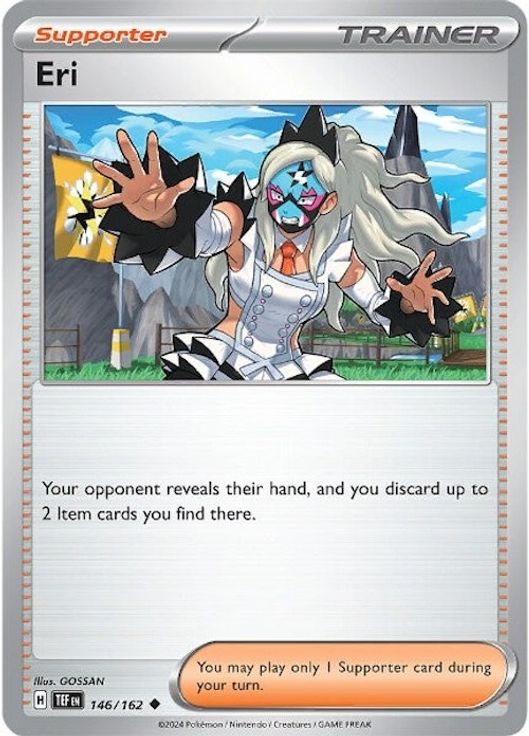 Supporter TRAINER
Eri
Your opponent reveals their hand, and you discard up to
2 Item cards you find there.
Illus. GOSSAN
You may play only 1 Supporter card during
your turn.
H TEF EN 146/162 ◆
©2024 Pokémon / Nintendo / Creatures / GAME FREAK